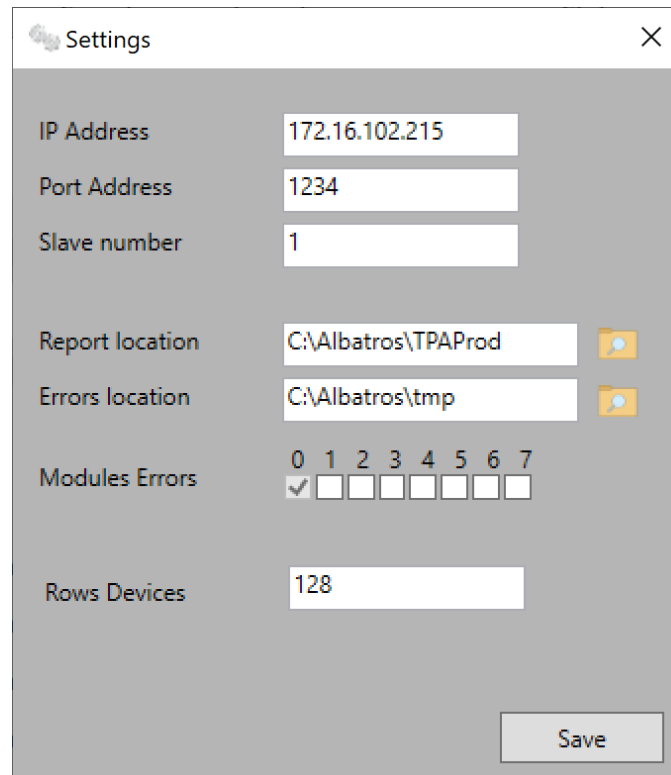 Settings
IP Address 172.16.102.215
Port Address 1234
Slave number 1
Report location C:\Albatros\TPAProd
Errors location C:\Albatros\tmp
0 1 2 3 4 5 6 7
Modules Errors
Rows Devices 128
Save